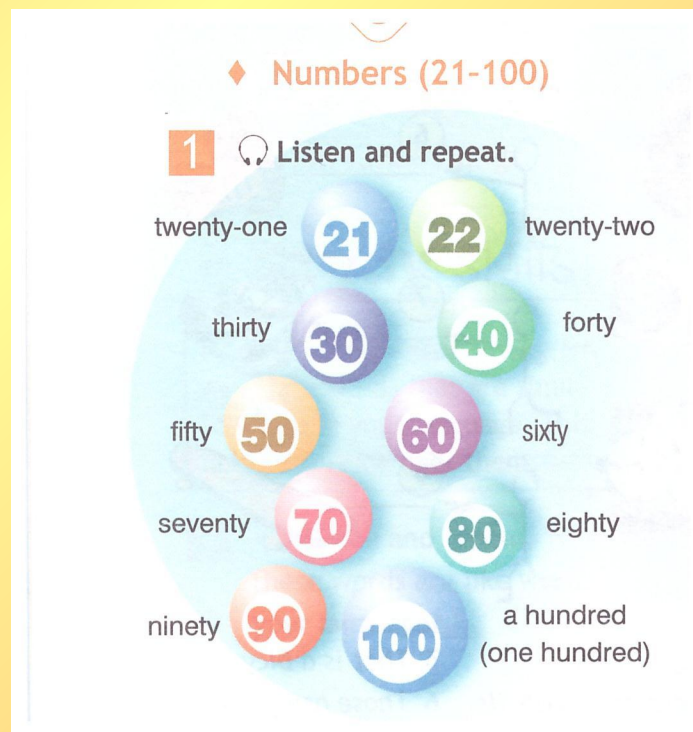 ♦ Numbers (21-100)
1 Listen and repeat.
twenty-one 21 22 twenty-two
thirty 30 40 forty
fifty 50 60 sixty
seventy 70 80 eighty
ninety 90 100 a hundred
(one hundred)